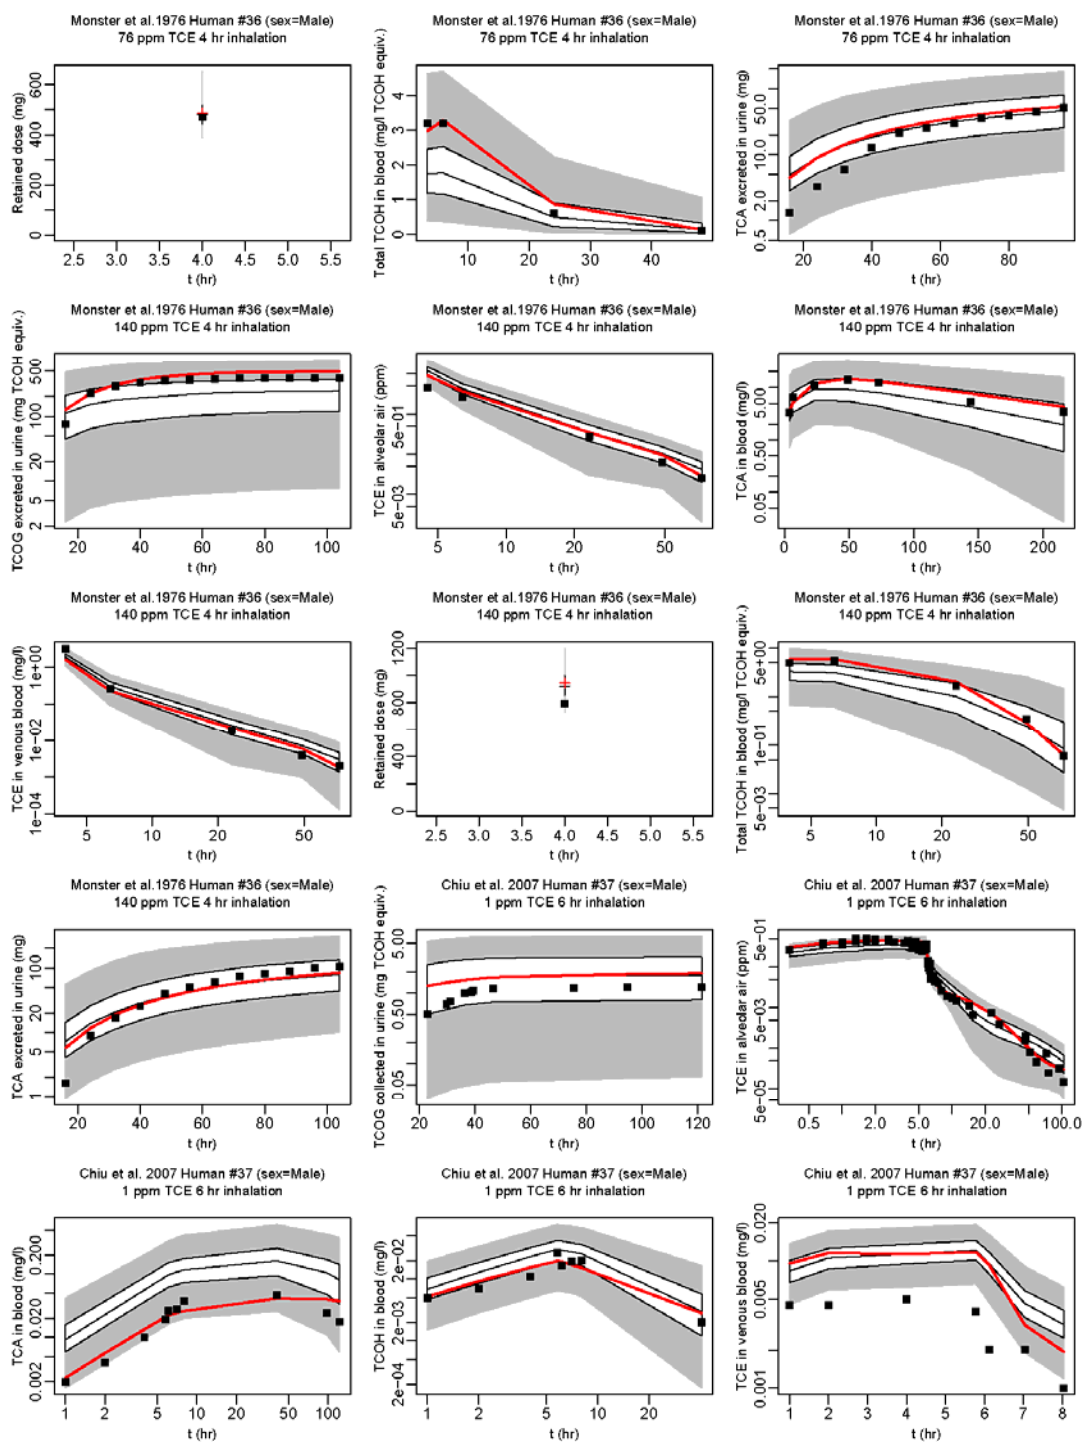 Monster et al.1976 Human #36 (sex=Male)
76 ppm TCE 4 hr inhalation
Retained dose (mg)
0 200 400 600
2.5 3.0 3.5 4.0 4.5 5.0 5.5
t (hr)
Monster et al.1976 Human #36 (sex=Male)
76 ppm TCE 4 hr inhalation
Total TCOH in blood (mg/l TCOH equiv.)
0 1 2 3 4
10 20 30 40
t (hr)
Monster et al.1976 Human #36 (sex=Male)
76 ppm TCE 4 hr inhalation
TCA excreted in urine (mg)
0.5 2.0 10.0 50.0
20 40 60 80
t (hr)
Monster et al.1976 Human #36 (sex=Male)
140 ppm TCE 4 hr inhalation
TCOG excreted in urine (mg TCOH equiv.)
2 5 20 100 500
20 40 60 80 100
t (hr)
Monster et al.1976 Human #36 (sex=Male)
140 ppm TCE 4 hr inhalation
TCE in alveolar air (ppm)
5e-03 5e-01
5 10 20 50
t (hr)
Monster et al.1976 Human #36 (sex=Male)
140 ppm TCE 4 hr inhalation
TCA in blood (mg/l)
0.05 0.50 5.00
0 50 100 150 200
t (hr)
Monster et al.1976 Human #36 (sex=Male)
140 ppm TCE 4 hr inhalation
TCE in venous blood (mg/l)
1e-04 1e-02 1e+00
5 10 20 50
t (hr)
Monster et al.1976 Human #36 (sex=Male)
140 ppm TCE 4 hr inhalation
Retained dose (mg)
0 400 800 1200
2.5 3.0 3.5 4.0 4.5 5.0 5.5
t (hr)
Monster et al.1976 Human #36 (sex=Male)
140 ppm TCE 4 hr inhalation
Total TCOH in blood (mg/l TCOH equiv.)
5e-03 1e-01 5e+00
5 10 20 50
t (hr)
Monster et al.1976 Human #36 (sex=Male)
140 ppm TCE 4 hr inhalation
TCA excreted in urine (mg)
1 5 20 100
20 40 60 80 100
t (hr)
Chiu et al. 2007 Human #37 (sex=Male)
1 ppm TCE 6 hr inhalation
TCOG collected in urine (mg TCOH equiv.)
0.05 0.50 5.00
20 40 60 80 100 120
t (hr)
Chiu et al. 2007 Human #37 (sex=Male)
1 ppm TCE 6 hr inhalation
TCE in alveolar air (ppm)
5e-05 5e-03 5e-01
0.5 2.0 5.0 20.0 100.0
t (hr)
Chiu et al. 2007 Human #37 (sex=Male)
1 ppm TCE 6 hr inhalation
TCA in blood (mg/l)
0.002 0.020 0.200
1 2 5 10 20 50 100
t (hr)
Chiu et al. 2007 Human #37 (sex=Male)
1 ppm TCE 6 hr inhalation
TCOH in blood (mg/l)
2e-04 2e-03 2e-02
1 2 5 10 20
t (hr)
Chiu et al. 2007 Human #37 (sex=Male)
1 ppm TCE 6 hr inhalation
TCE in venous blood (mg/l)
0.001 0.005 0.020
1 2 3 4 5 6 7 8
t (hr)